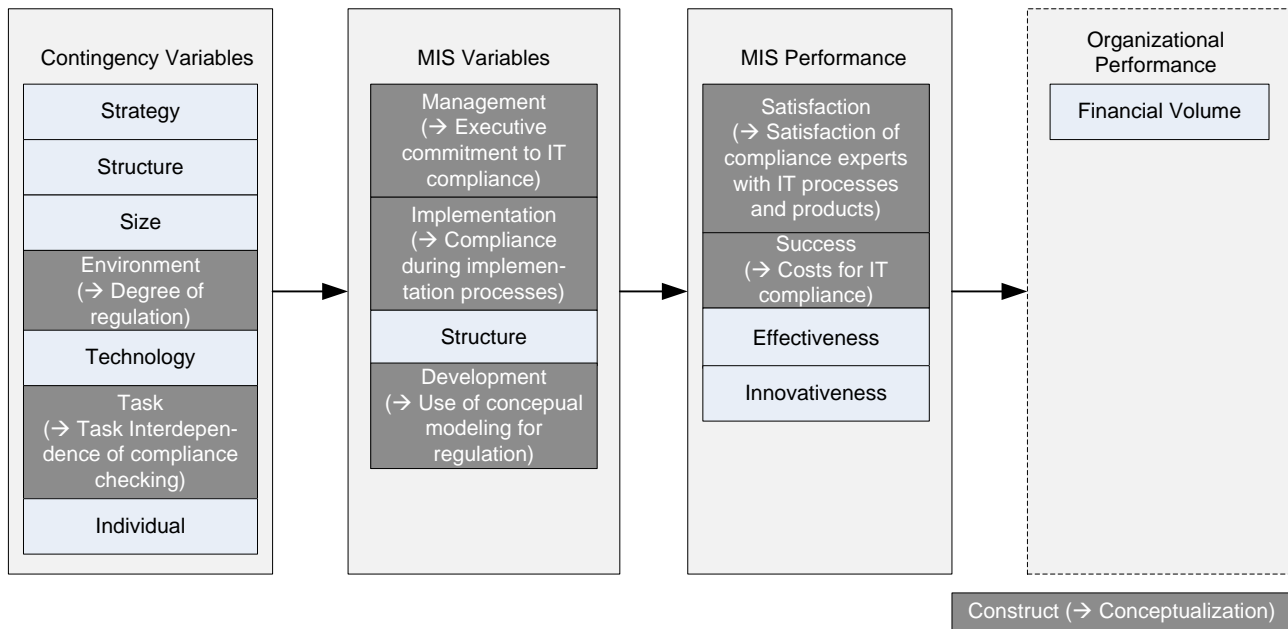 Contingency Variables
Strategy
Structure
Size
Environment
(→ Degree of
regulation)
Technology
Task
(→ Task Interdepen-
dence of compliance
checking)
Individual
MIS Variables
Management
(→ Executive
commitment to IT
compliance)
Implementation
(→ Compliance
during implemen-
tation processes)
Structure
Development
(→ Use of concepual
modeling for
regulation)
MIS Performance
Satisfaction
(→ Satisfaction of
compliance experts
with IT processes
and products)
Success
(→ Costs for IT
compliance)
Effectiveness
Innovativeness
Organizational
Performance
Financial Volume
Construct (→ Conceptualization)